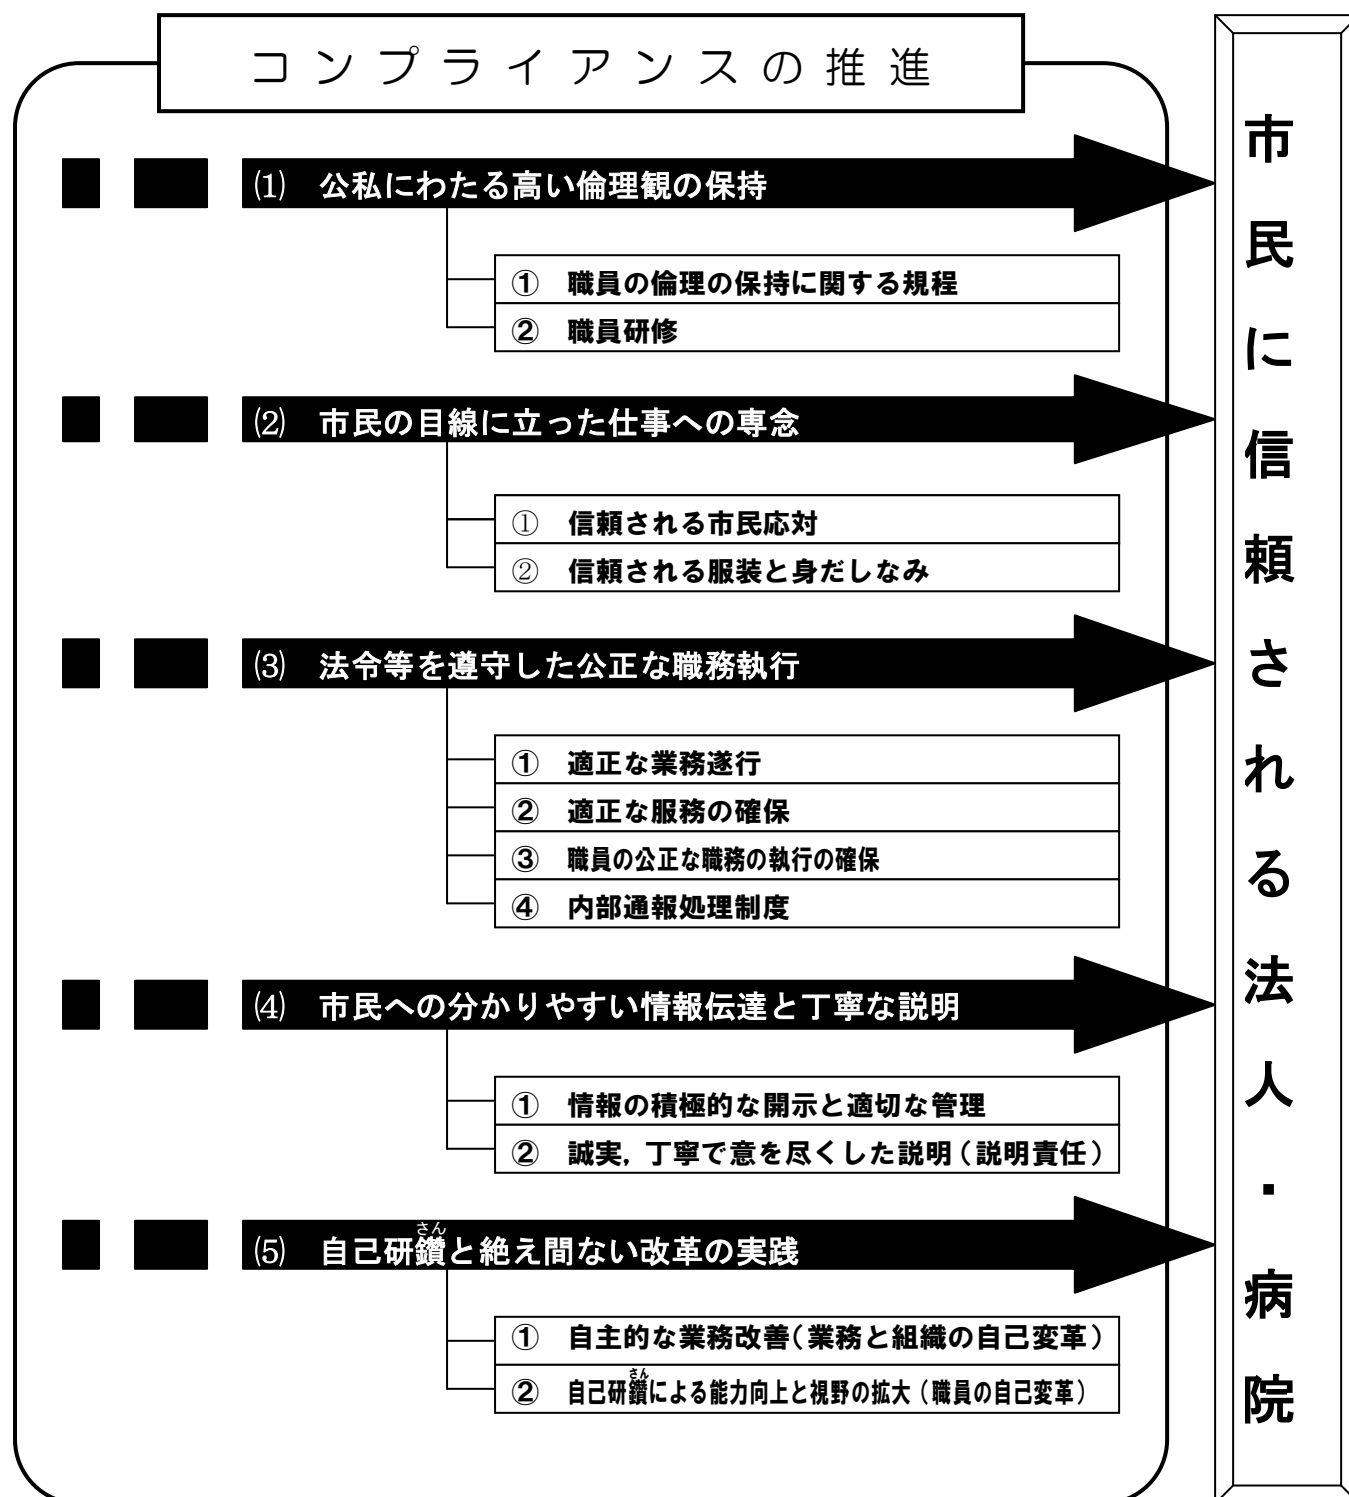 コンプライアンスの推進
⑴ 公私にわたる高い倫理観の保持
① 職員の倫理の保持に関する規程
② 職員研修
⑵ 市民の目線に立った仕事への専念
① 信頼される市民応対
② 信頼される服装と身だしなみ
⑶ 法令等を遵守した公正な職務執行
① 適正な業務遂行
② 適正な服務の確保
③ 職員の公正な職務の執行の確保
④ 内部通報処理制度
⑷ 市民への分かりやすい情報伝達と丁寧な説明
① 情報の積極的な開示と適切な管理
② 誠実，丁寧で意を尽くした説明（説明責任）
さん
⑸ 自己研鑽と絶え間ない改革の実践
① 自主的な業務改善（業務と組織の自己変革）
さん
② 自己研鑽による能力向上と視野の拡大（職員の自己変革）
市民に信頼される法人・病院